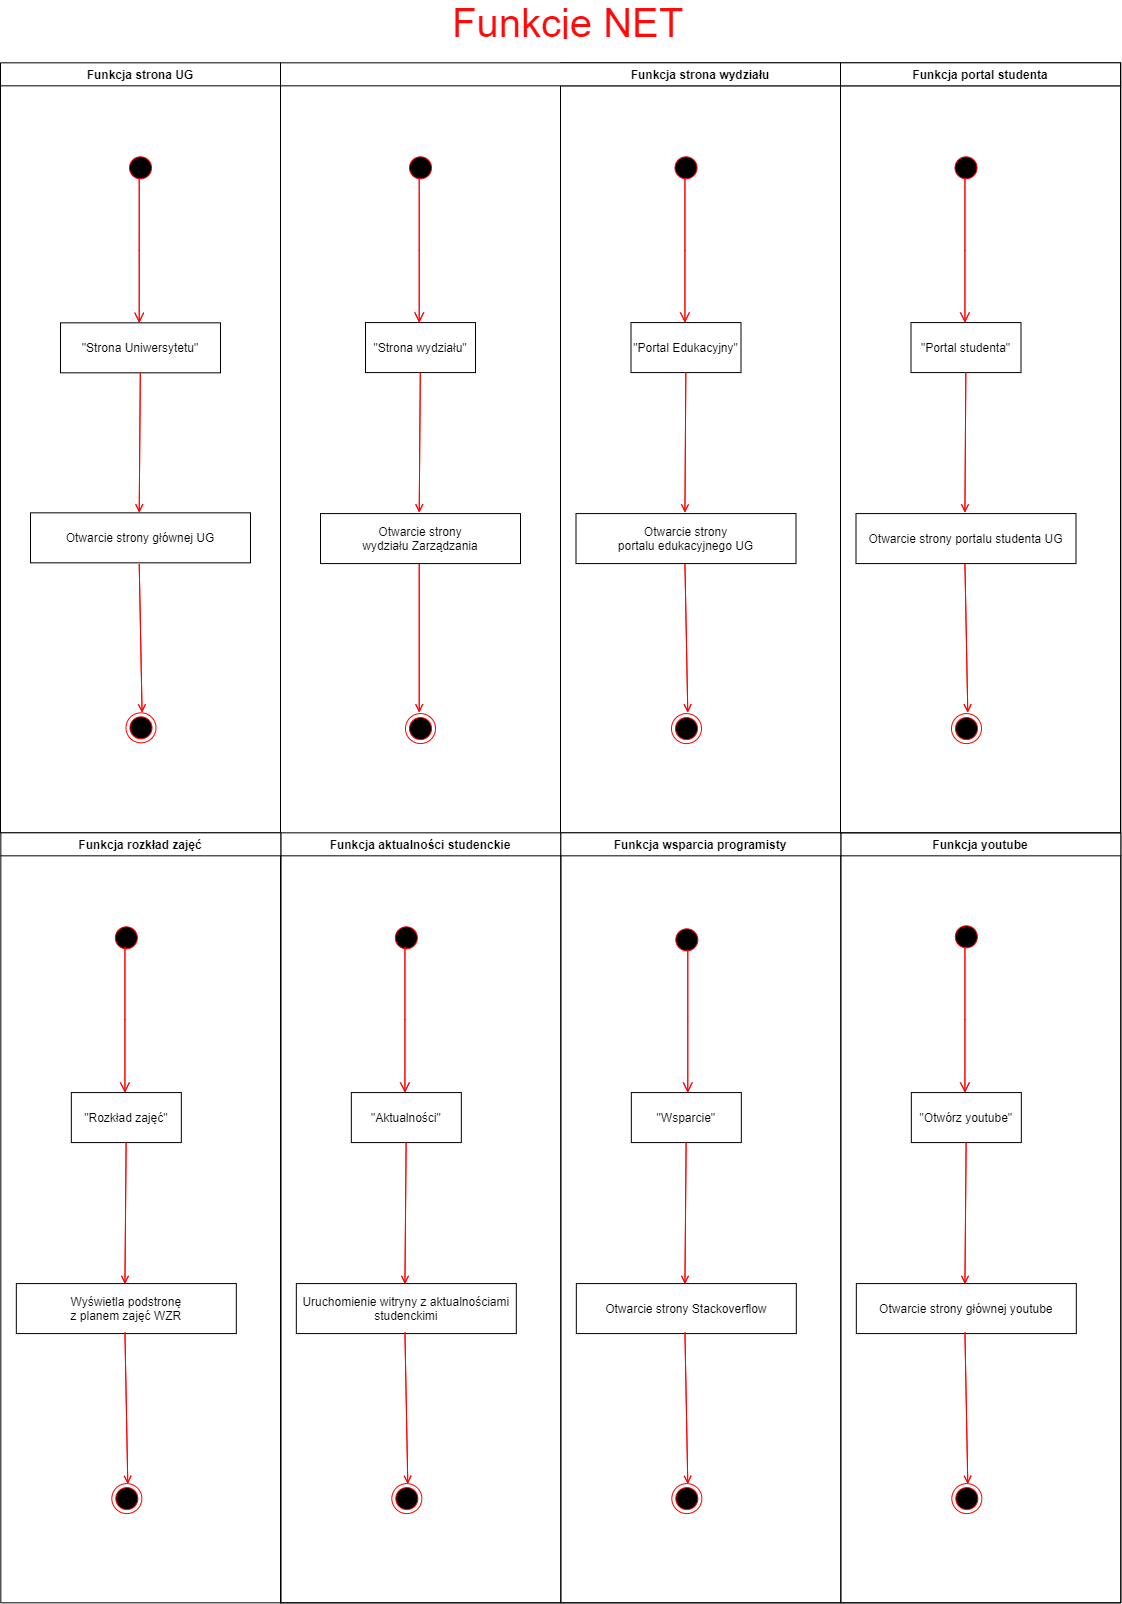 Funkcje NET
Funkcja strona UG
Funkcja strona wydziału
Funkcja portal studenta
"Strona Uniwersytetu"
"Strona wydziału"
"Portal Edukacyjny"
"Portal studenta"
Otwarcie strony głównej UG
Otwarcie strony
wydziału Zarządzania
Otwarcie strony
portalu edukacyjnego UG
Otwarcie strony portalu studenta UG
Funkcja rozkład zajęć
Funkcja aktualności studenckie
Funkcja wsparcia programisty
Funkcja youtube
"Rozkład zajęć"
"Aktualności"
"Wsparcie"
"Otwórz youtube"
Wyświetla podstronę
z planem zajęć WZR
Uruchomienie witryny z aktualnościami
studenckimi
Otwarcie strony Stackoverflow
Otwarcie strony głównej youtube